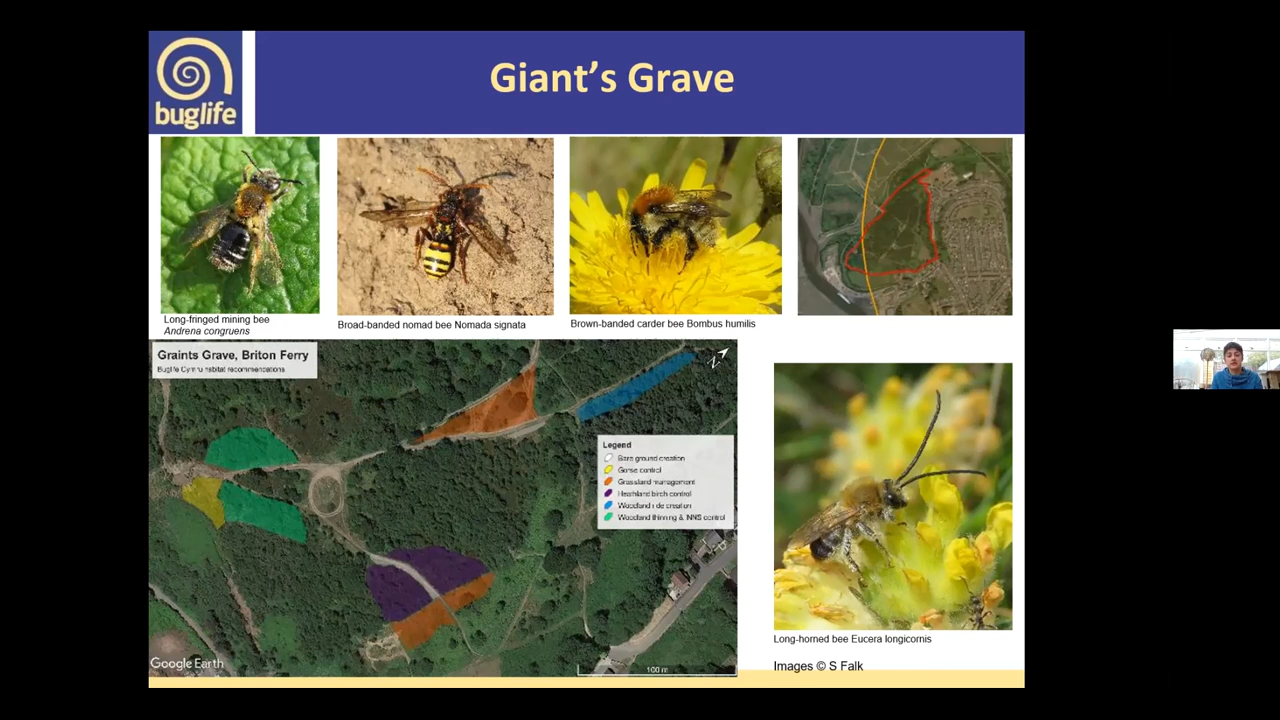 buglife
Giant's Grave
Long-fringed mining bee
Andrena congruens
Broad-banded nomad bee Nomada signata
Brown-banded carder bee Bombus humilis
Graints Grave, Briton Ferry
Buglife Cymru habitat recommendations
N
Legend
Bare ground creation
Gorse control
Grassland management
Heathland birch control
Woodland ride creation
Woodland thinning & INNS control
Google Earth
100 m
Long-horned bee Eucera longicornis
Images © S Falk